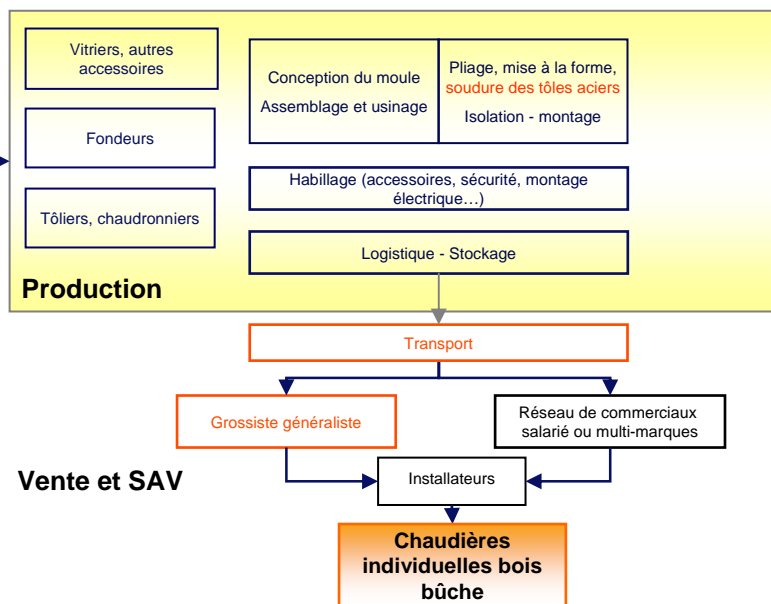 Vitriers, autres
accessoires
Fondeurs
Tôliers, chaudronniers
Conception du moule
Assemblage et usinage
Pliage, mise à la forme,
soudure des tôles aciers
Isolation - montage
Habillage (accessoires, sécurité, montage
électrique…)
Logistique - Stockage
Production
Transport
Grossiste généraliste
Réseau de commerciaux
salarié ou multi-marques
Vente et SAV
Installateurs
Chaudières
individuelles bois
bûche